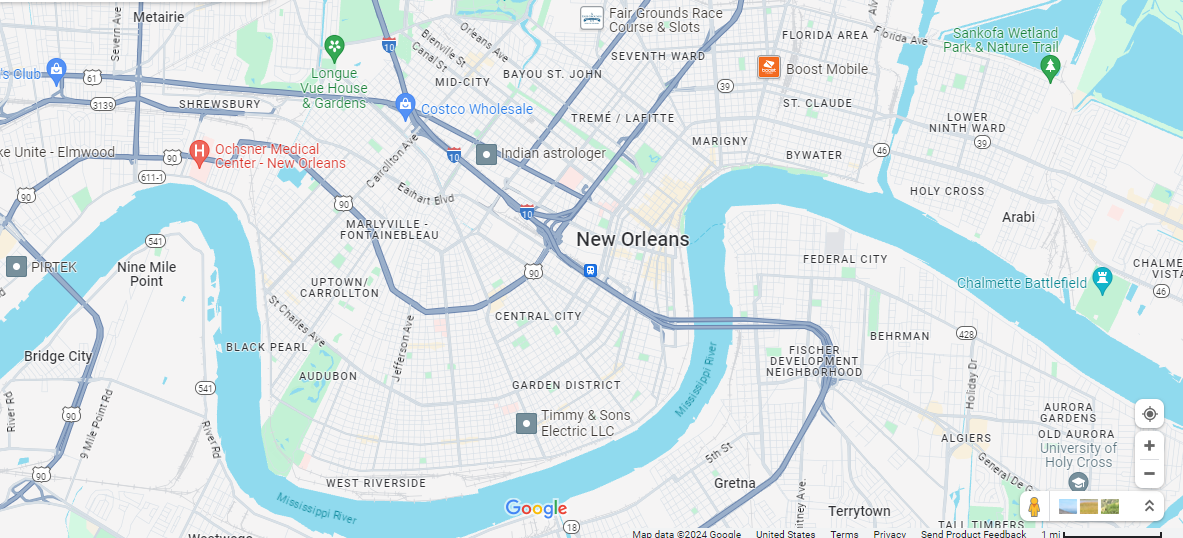 Metairie
Severn Ave
Fair Grounds Race
Course & Slots
Orleans Ave
Bienville St
Canal St
10
SEVENTH WARD
FLORIDA AREA
Florida Ave
Sankofa Wetland
Park & Nature Trail
's Club
61
Longue
Vue House
& Gardens
MID-CITY
BAYOU ST. JOHN
Boost Mobile
39
3139
SHREWSBURY
Costco Wholesale
TREMÉ / LAFITTE
ST. CLAUDE
LOWER
NINTH WARD
39
MARIGNY
BYWATER
46
ke Unite - Elmwood
90
Ochsner Medical
Center - New Orleans
Carrollton Ave
10
Indian astrologer
611-1
90
Earhart Blvd
90
HOLY CROSS
Arabi
10
MARLYVILLE -
FONTAINEBLEAU
541
New Orleans
PIRTEK
Nine Mile
Point
90
FEDERAL CITY
CHALME
VISTA
UPTOWN/
CARROLLTON
Chalmette Battlefield
46
St Charles Ave
CENTRAL CITY
Jefferson Ave
BLACK PEARL
Bridge City
BEHRMAN
428
FISCHER
DEVELOPMENT
NEIGHBORHOOD
Mississippi River
AUDUBON
GARDEN DISTRICT
541
River Rd
90
9 Mile Point Rd
Holiday Dr
Timmy & Sons
Electric LLC
AURORA
GARDENS
River Rd
5th St
ALGIERS
OLD AURORA
University of
Holy Cross
General De G
90
WEST RIVERSIDE
Gretna
Mississippi River
Google
18
Whitney Ave
Terrytown
TALL TIMBERS
Westwego
Map data ©2024 Google United States Terms Privacy Send Product Feedback 1 mi